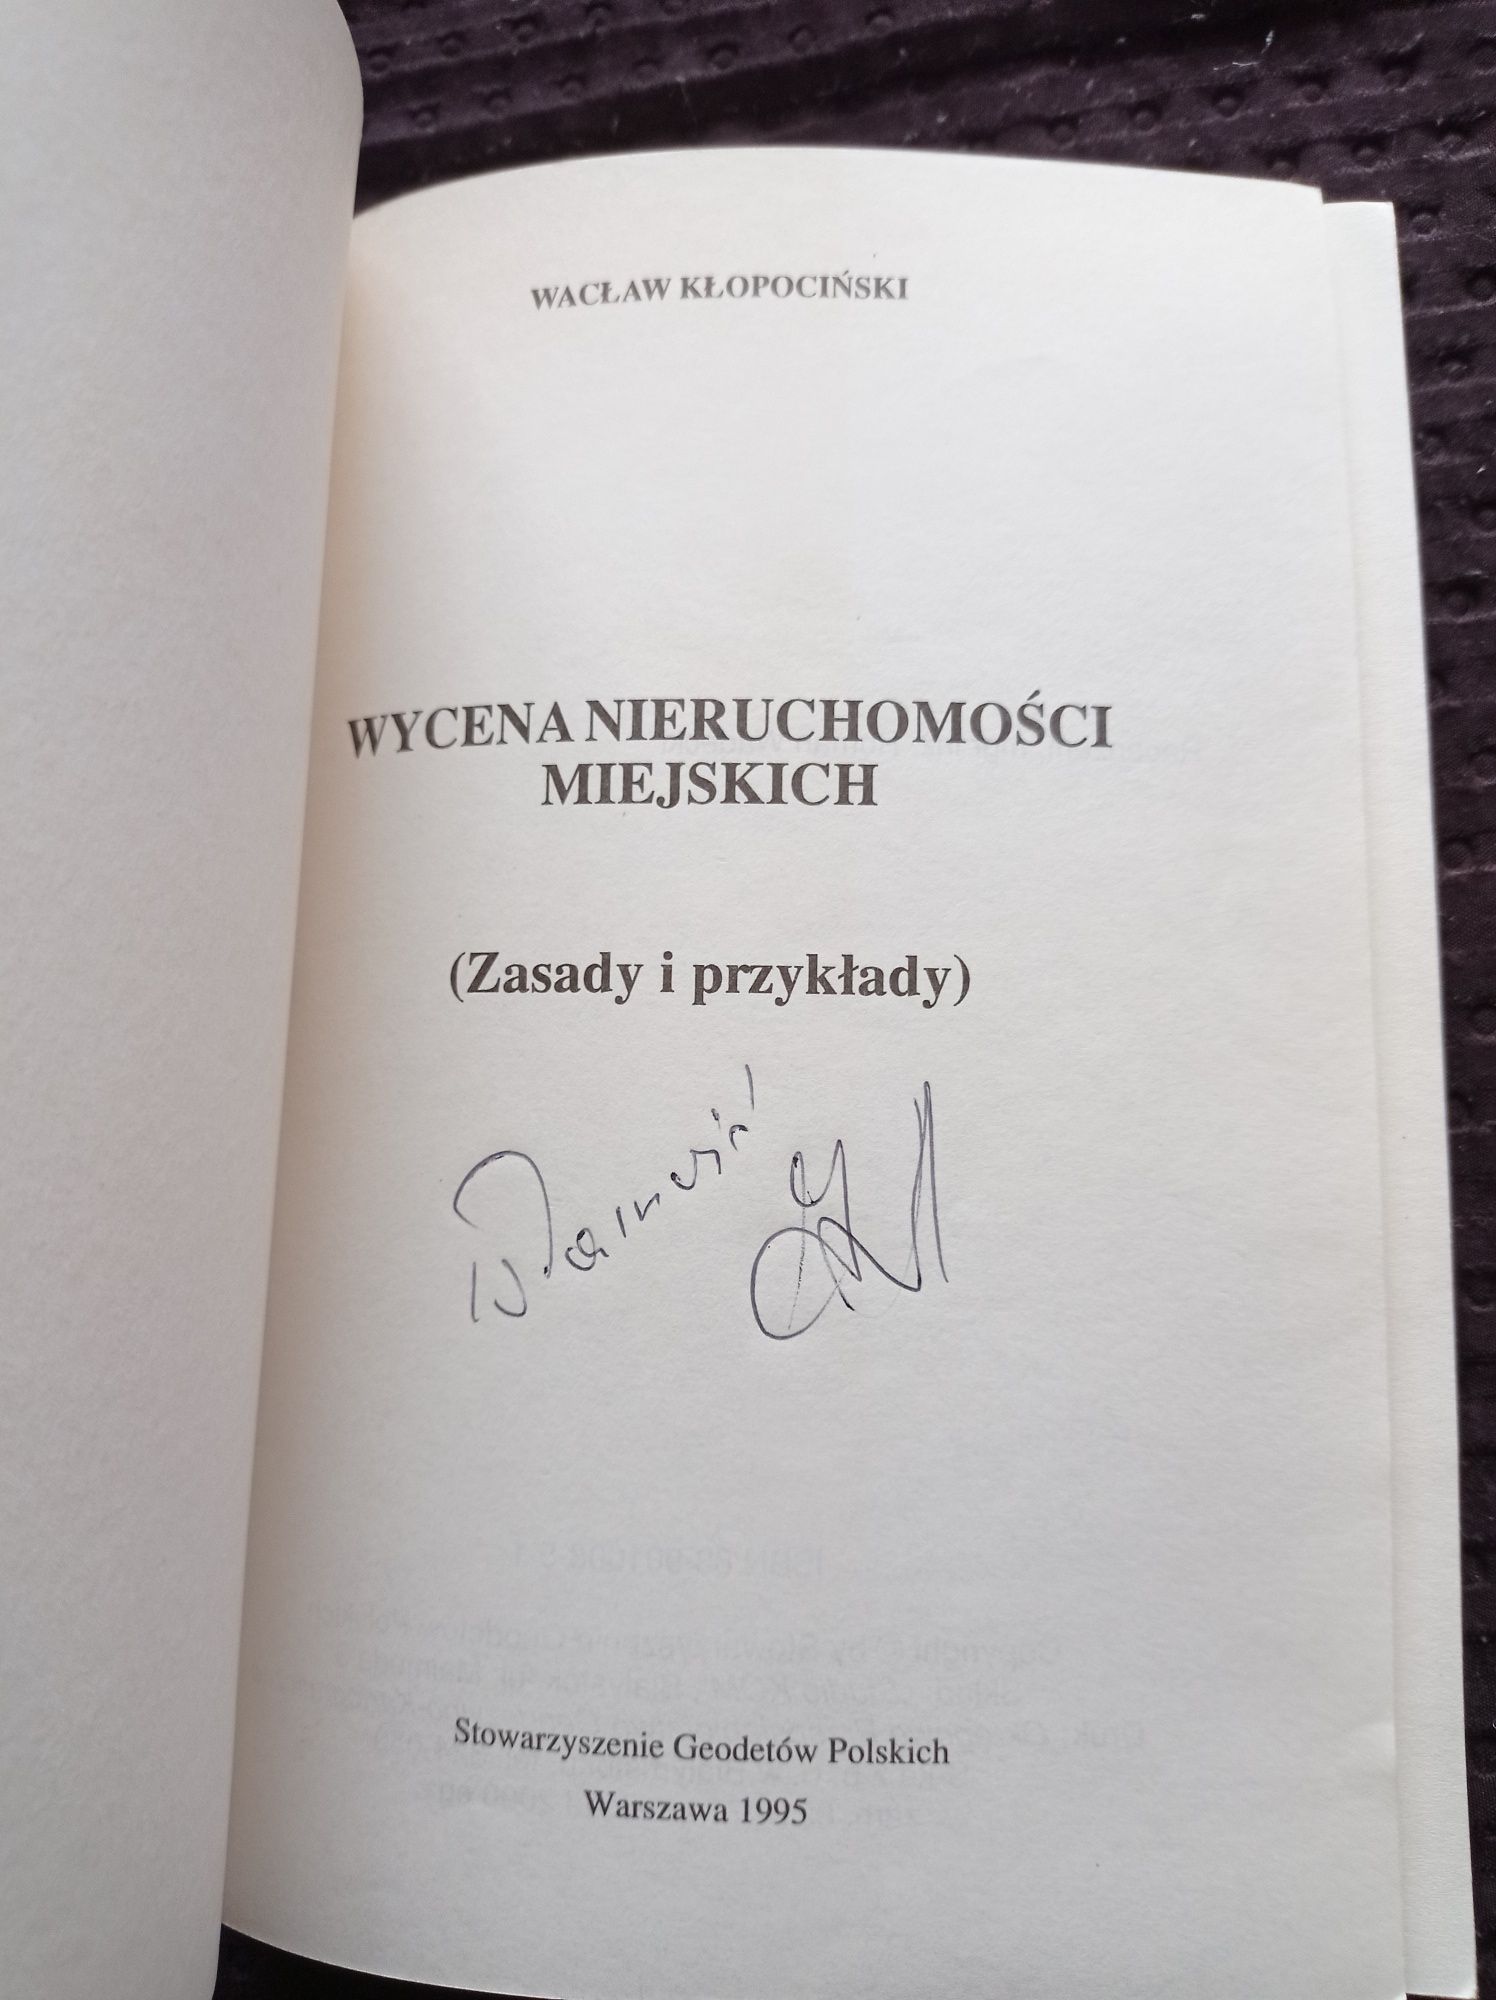 WACŁAW KŁOPOCIŃSKI
WYCENA NIERUCHOMOŚCI
MIEJSKICH
(Zasady i przykłady)
Stowarzyszenie Geodetów Polskich
Warszawa 1995